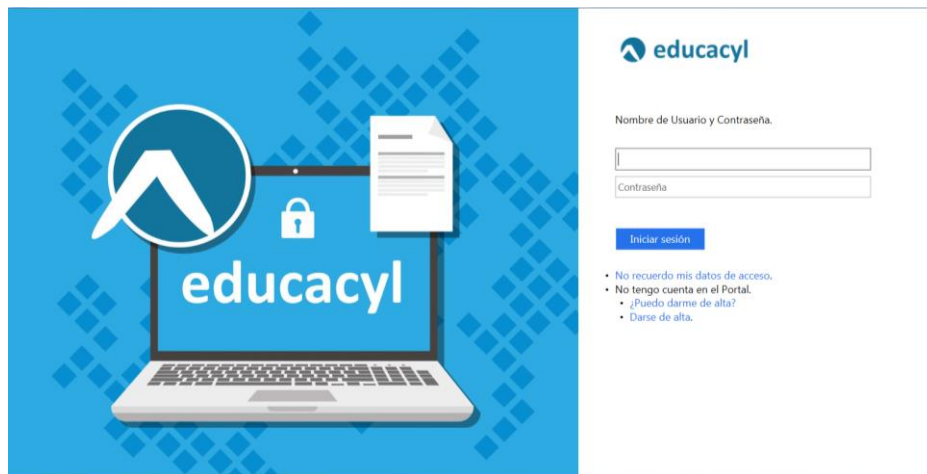 educacyl
educacyl
Nombre de Usuario y Contraseña.
Contraseña
Iniciar sesión
No recuerdo mis datos de acceso.
No tengo cuenta en el Portal.
¿Puedo darme de alta?
Darse de alta.